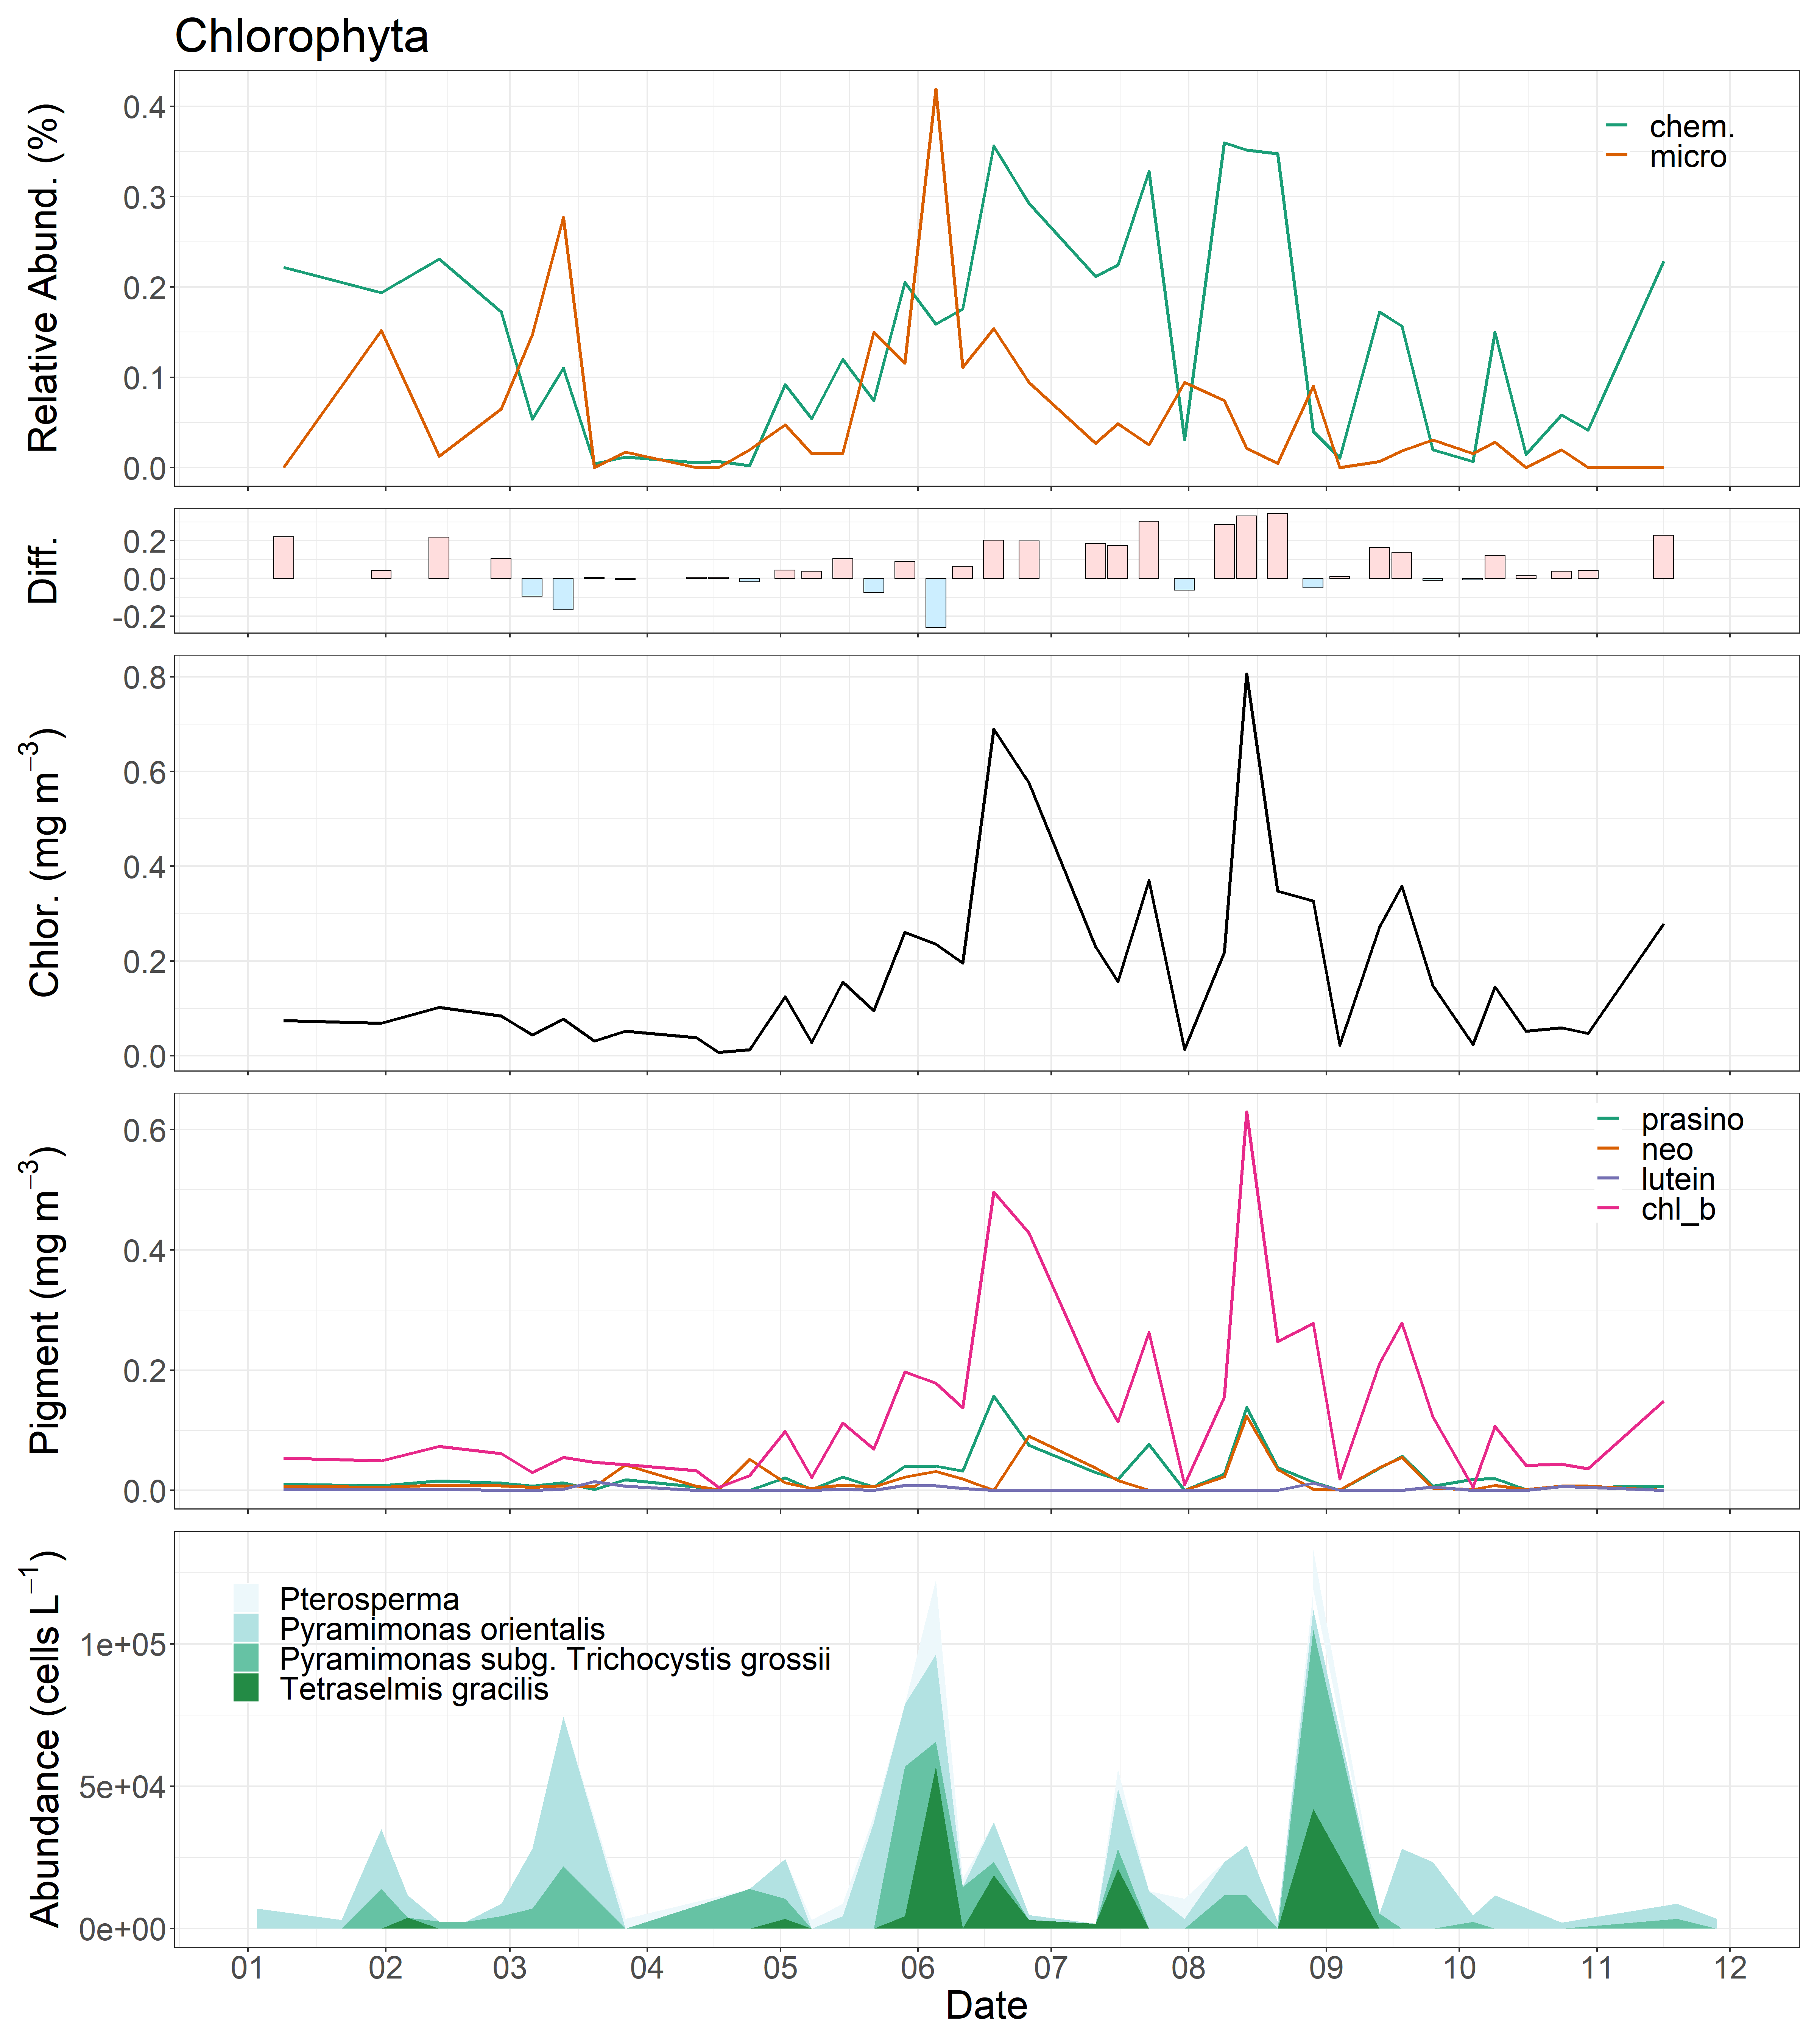 Chlorophyta
Relative Abund. (%)
0.4
0.3
0.2
0.1
0.0
chem.
micro
Diff.
0.2
0.0
-0.2
Chlor. (mg m⁻³)
0.8
0.6
0.4
0.2
0.0
Pigment (mg m⁻³)
0.6
0.4
0.2
0.0
prasino
neo
lutein
chl_b
Abundance (cells L⁻¹)
1e+05
5e+04
0e+00
Pterosperma
Pyramimonas orientalis
Pyramimonas subg. Trichocystis grossii
Tetraselmis gracilis
01 02 03 04 05 06 07 08 09 10 11 12
Date